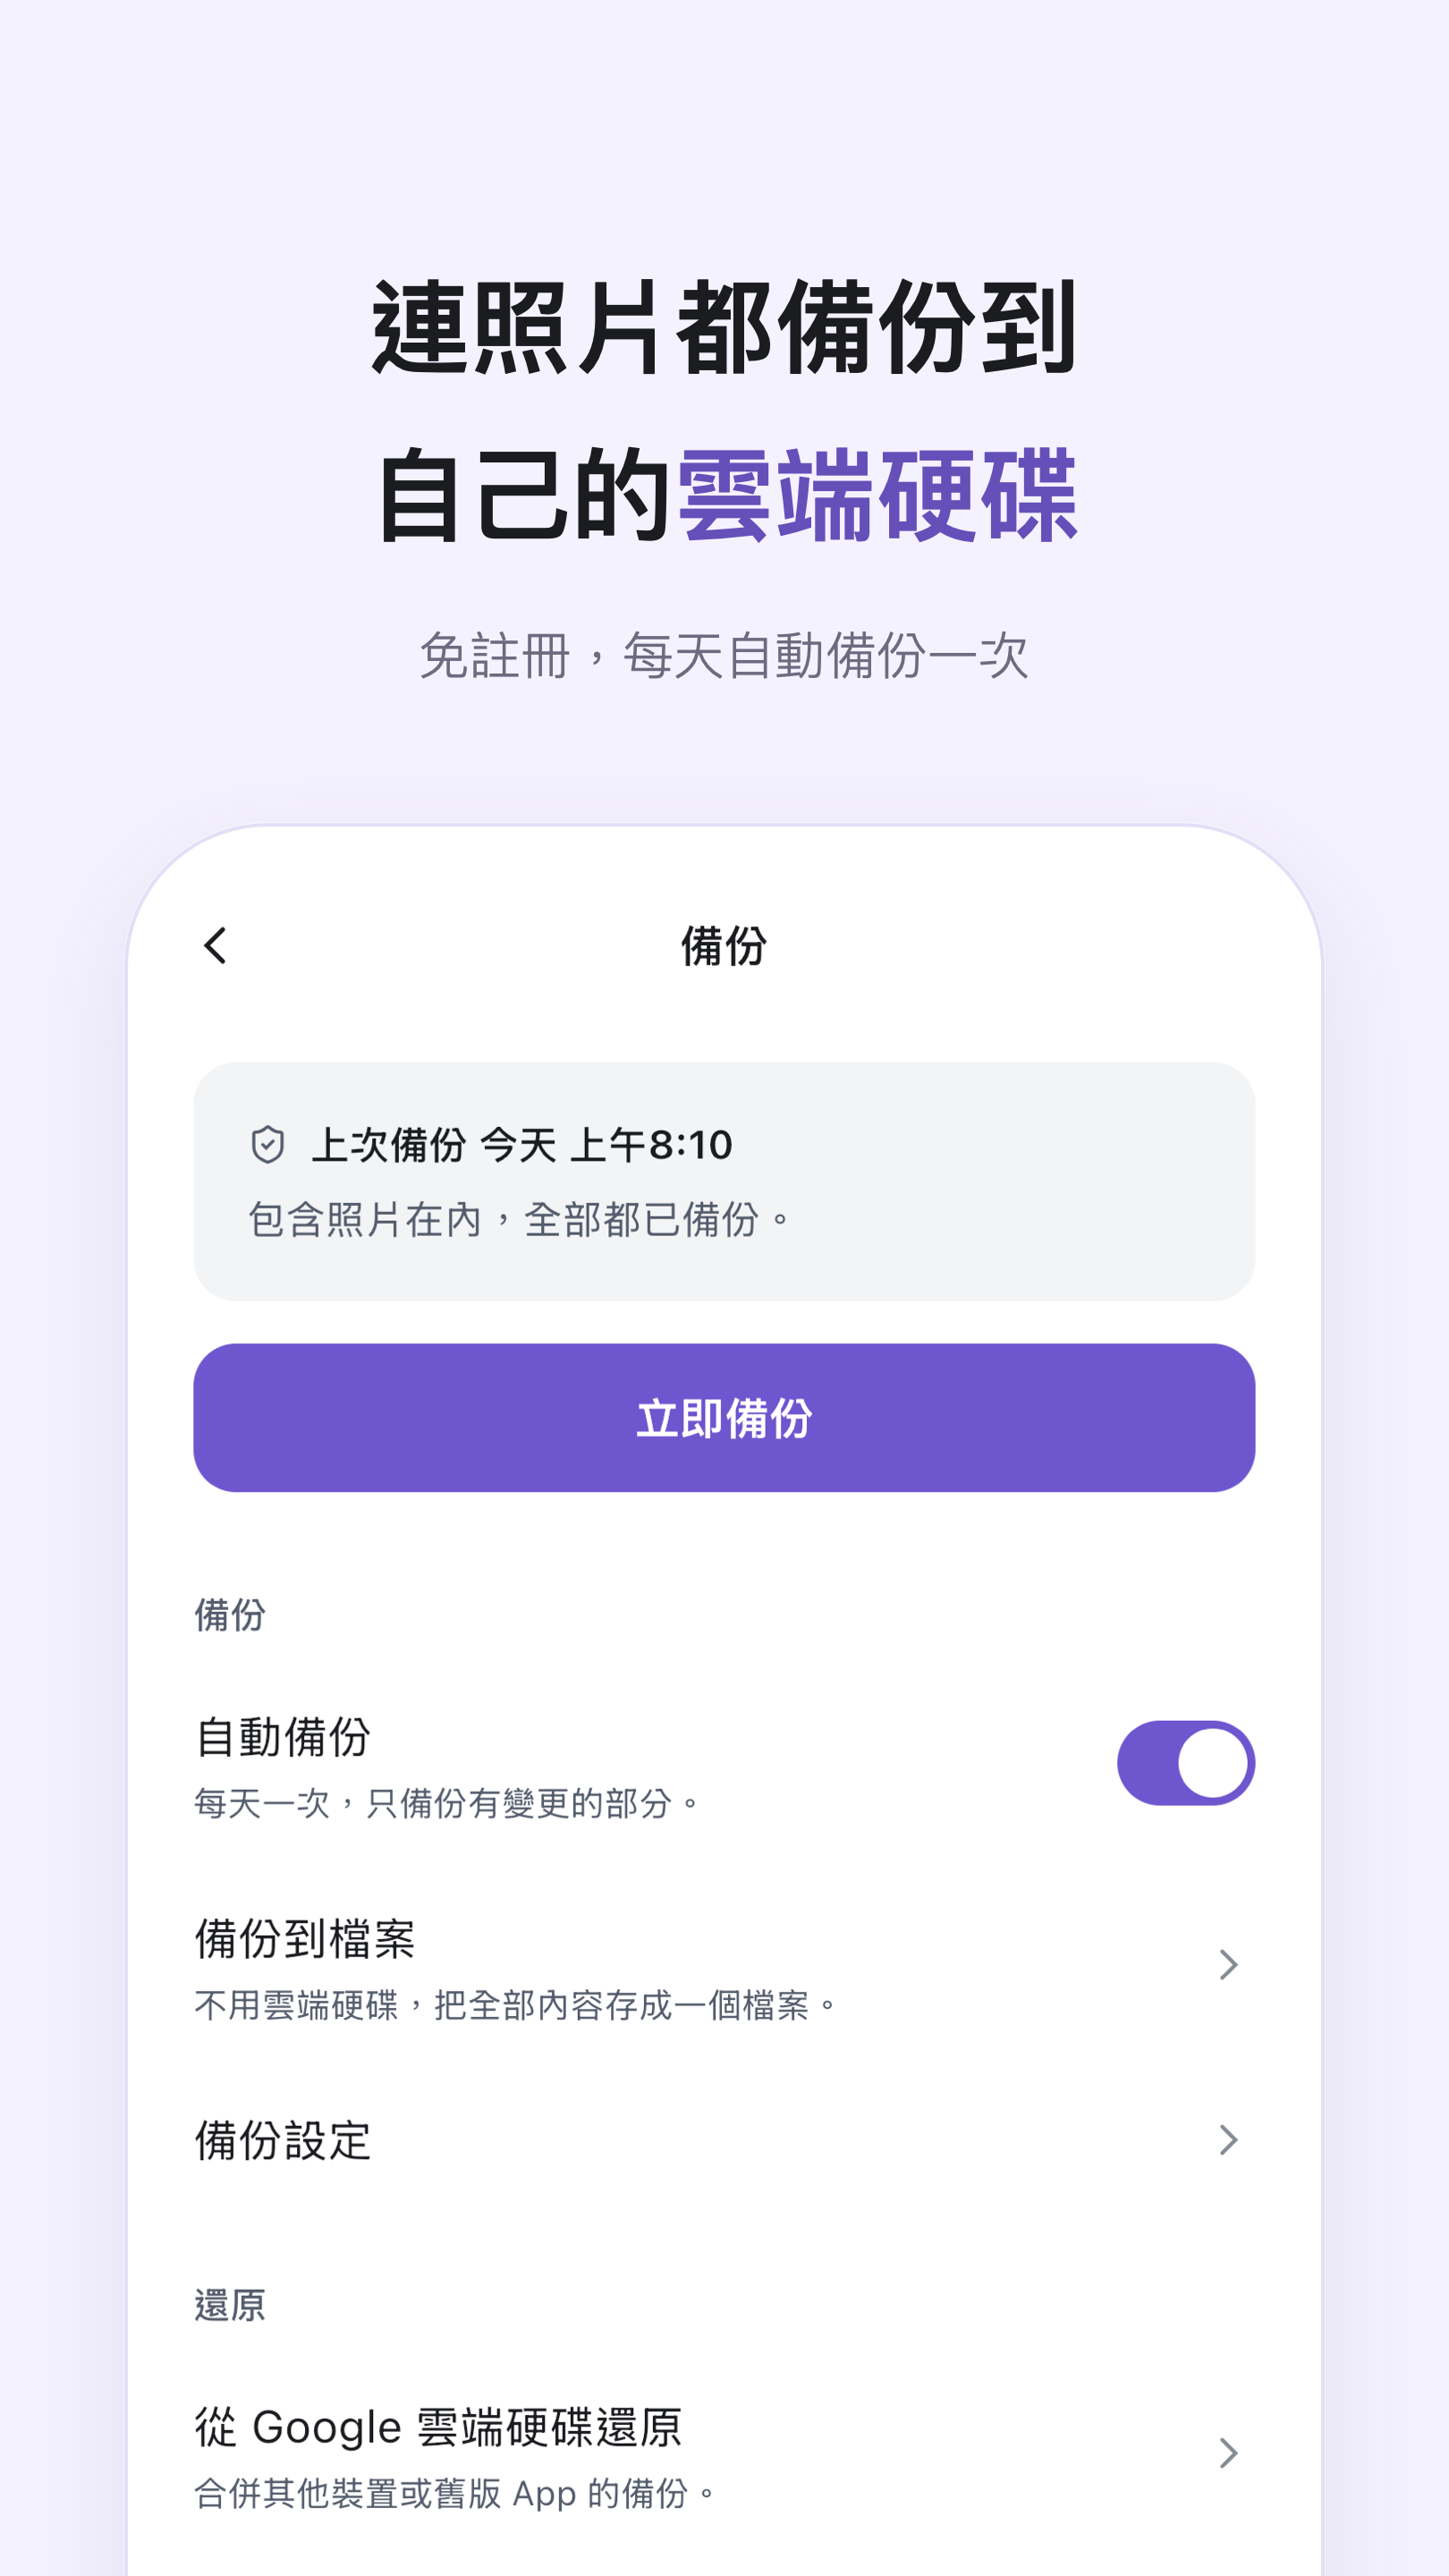 連照片都備份到
自己的雲端硬碟
免註冊，每天自動備份一次
備份
上次備份 今天 上午8:10
包含照片在內，全部都已備份。
立即備份
備份
自動備份
每天一次，只備份有變更的部分。
備份到檔案
不用雲端硬碟，把全部內容存成一個檔案。
備份設定
還原
從 Google 雲端硬碟還原
合併其他裝置或舊版 App 的備份。